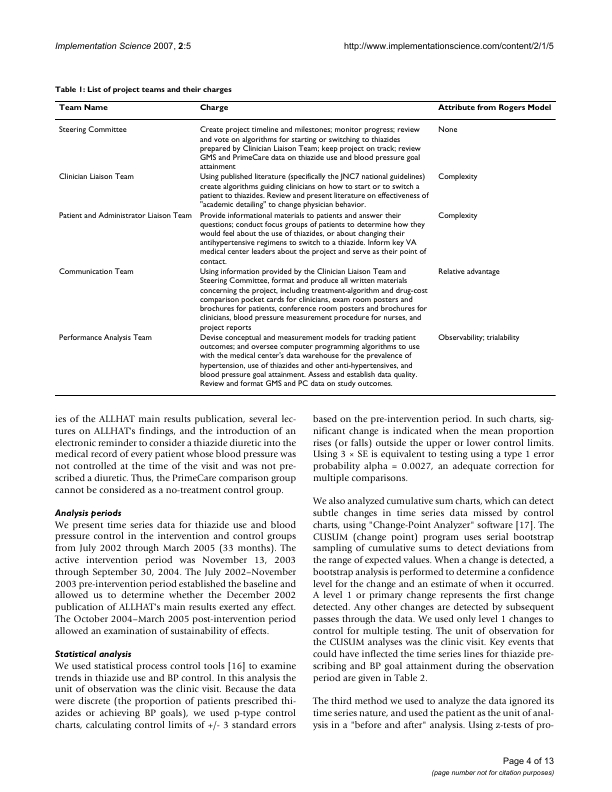 Implementation Science 2007, 2:5
http://www.implementationscience.com/content/2/1/5
Table 1: List of project teams and their charges
Team Name Charge Attribute from Rogers Model
Steering Committee Create project timeline and milestones; monitor progress; review None
and vote on algorithms for starting or switching to thiazides
prepared by Clinician Liaison Team; keep project on track; review
GMS and PrimeCare data on thiazide use and blood pressure goal
attainment
Clinician Liaison Team Using published literature (specifically the JNC7 national guidelines) Complexity
create algorithms guiding clinicians on how to start or to switch a
patient to thiazides. Review and present literature on effectiveness of
"academic detailing" to change physician behavior.
Patient and Administrator Liaison Team Provide informational materials to patients and answer their Complexity
questions; conduct focus groups of patients to determine how they
would feel about the use of thiazides, or about changing their
antihypertensive regimens to switch to a thiazide. Inform key VA
medical center leaders about the project and serve as their point of
contact.
Communication Team Using information provided by the Clinician Liaison Team and Relative advantage
Steering Committee, format and produce all written materials
concerning the project, including treatment-algorithm and drug-cost
comparison pocket cards for clinicians, exam room posters and
brochures for patients, conference room posters and brochures for
clinicians, blood pressure measurement procedure for nurses, and
project reports
Performance Analysis Team Devise conceptual and measurement models for tracking patient Observability; trialability
outcomes; and oversee computer programming algorithms to use
with the medical center's data warehouse for the prevalence of
hypertension, use of thiazides and other anti-hypertensives, and
blood pressure goal attainment. Assess and establish data quality.
Review and format GMS and PC data on study outcomes.
ies of the ALLHAT main results publication, several lec-
tures on ALLHAT's findings, and the introduction of an
electronic reminder to consider a thiazide diuretic into the
medical record of every patient whose blood pressure was
not controlled at the time of the visit and was not pre-
scribed a diuretic. Thus, the PrimeCare comparison group
cannot be considered as a no-treatment control group.
Analysis periods
We present time series data for thiazide use and blood
pressure control in the intervention and control groups
from July 2002 through March 2005 (33 months). The
active intervention period was November 13, 2003
through September 30, 2004. The July 2002–November
2003 pre-intervention period established the baseline and
allowed us to determine whether the December 2002
publication of ALLHAT's main results exerted any effect.
The October 2004–March 2005 post-intervention period
allowed an examination of sustainability of effects.
Statistical analysis
We used statistical process control tools [16] to examine
trends in thiazide use and BP control. In this analysis the
unit of observation was the clinic visit. Because the data
were discrete (the proportion of patients prescribed thi-
azides or achieving BP goals), we used p-type control
charts, calculating control limits of +/- 3 standard errors
based on the pre-intervention period. In such charts, sig-
nificant change is indicated when the mean proportion
rises (or falls) outside the upper or lower control limits.
Using 3 × SE is equivalent to testing using a type 1 error
probability alpha = 0.0027, an adequate correction for
multiple comparisons.
We also analyzed cumulative sum charts, which can detect
subtle changes in time series data missed by control
charts, using "Change-Point Analyzer" software [17]. The
CUSUM (change point) program uses serial bootstrap
sampling of cumulative sums to detect deviations from
the range of expected values. When a change is detected, a
bootstrap analysis is performed to determine a confidence
level for the change and an estimate of when it occurred.
A level 1 or primary change represents the first change
detected. Any other changes are detected by subsequent
passes through the data. We used only level 1 changes to
control for multiple testing. The unit of observation for
the CUSUM analyses was the clinic visit. Key events that
could have inflected the time series lines for thiazide pre-
scribing and BP goal attainment during the observation
period are given in Table 2.
The third method we used to analyze the data ignored its
time series nature, and used the patient as the unit of anal-
ysis in a "before and after" analysis. Using z-tests of pro-
Page 4 of 13
(page number not for citation purposes)